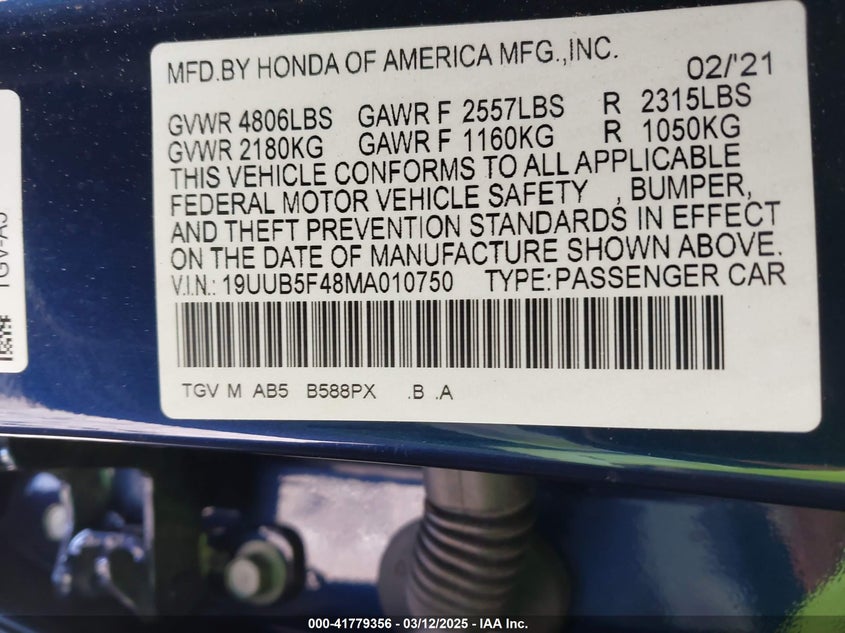 MFD.BY HONDA OF AMERICA MFG.,INC. 02/'21
GVWR 4806LBS GAWR F 2557LBS R 2315LBS
GVWR 2180KG GAWR F 1160KG R 1050KG
THIS VEHICLE CONFORMS TO ALL APPLICABLE
FEDERAL MOTOR VEHICLE SAFETY , BUMPER,
AND THEFT PREVENTION STANDARDS IN EFFECT
ON THE DATE OF MANUFACTURE SHOWN ABOVE.
V.I.N.: 19UUB5F48MA010750 TYPE:PASSENGER CAR
TGV M AB5 B588PX .B .A
000-41779356 - 03/12/2025 - IAA Inc.